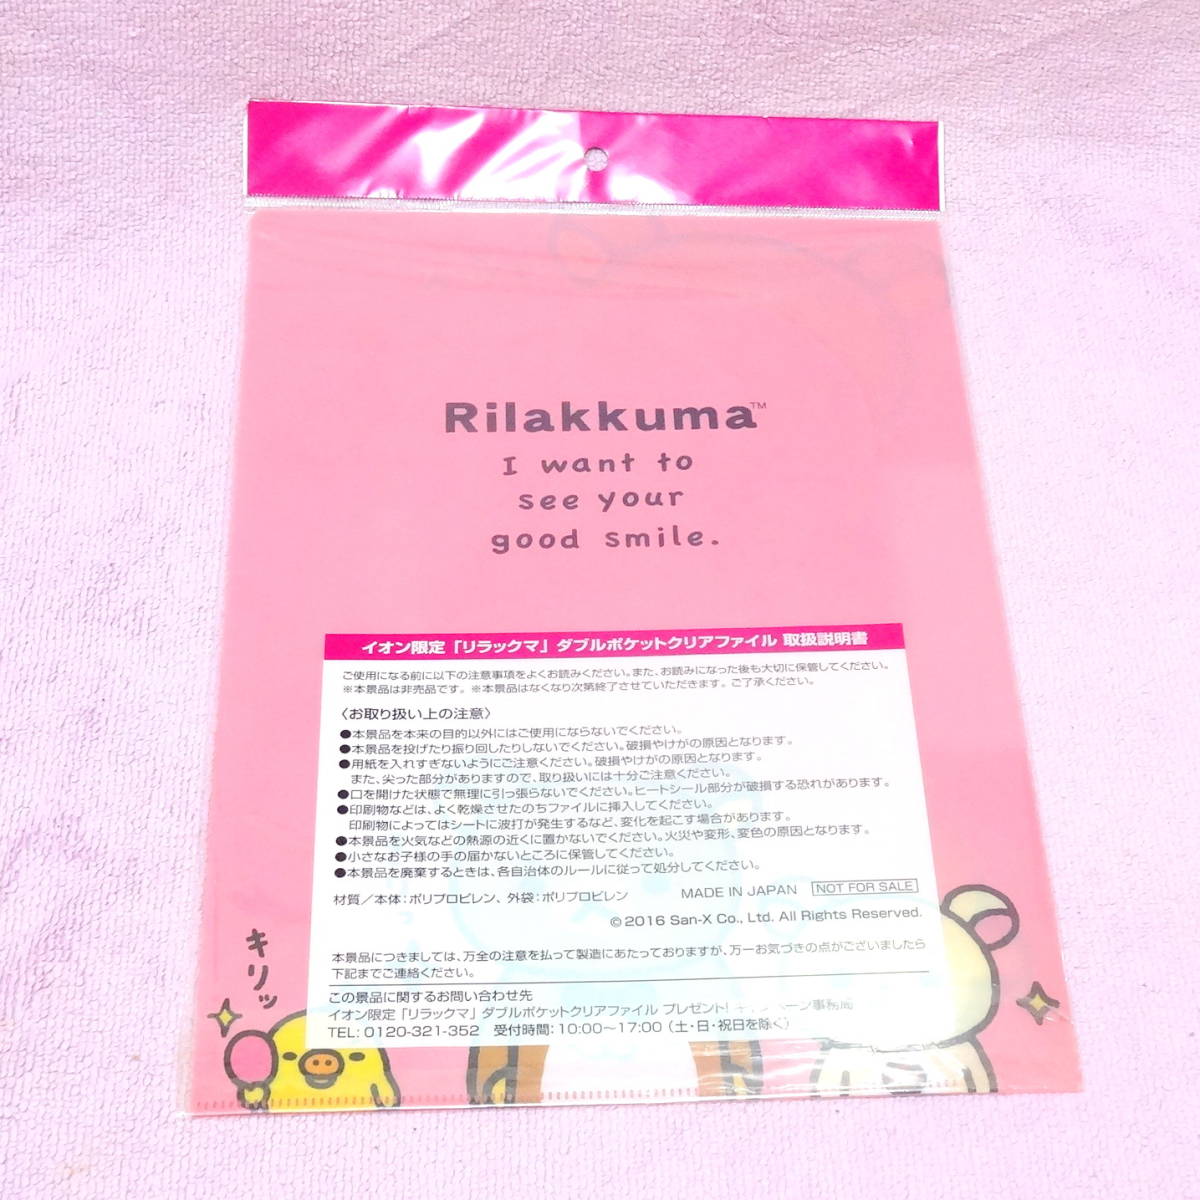 Rilakkuma™
I want to
see your
good smile.
イオン限定「リラックマ」ダブルポケットクリアファイル 取扱説明書
ご使用になる前に以下の注意事項をよくお読みください。また、お読みになった後も大切に保管してください。
※本景品は非売品です。 ※本景品はなくなり次第終了させていただきます。ご了承ください。
〈お取り扱い上の注意〉
●本景品を本来の目的以外にはご使用にならないでください。
●本景品を投げたり振り回したりしないでください。破損やけがの原因となります。
●用紙を入れすぎないようにご注意ください。破損やけがの原因となります。
また、尖った部分がありますので、取り扱いには十分ご注意ください。
●口を開けた状態で無理に引っ張らないでください。ヒートシール部分が破損する恐れがあります。
●印刷物などは、よく乾燥させたのちファイルに挿入してください。
印刷物によってはシートに波打が発生するなど、変化を起こす場合があります。
●本景品を火気などの熱源の近くに置かないでください。火災や変形、変色の原因となります。
●小さなお子様の手の届かないところに保管してください。
●本景品を廃棄するときは、各自治体のルールに従って処分してください。
材質／本体：ポリプロピレン、外袋：ポリプロピレン MADE IN JAPAN NOT FOR SALE
©2016 San-X Co., Ltd. All Rights Reserved.
本景品につきましては、万全の注意を払って製造にあたっておりますが、万一お気づきの点がございましたら
下記までご連絡ください。
この景品に関するお問い合わせ先
イオン限定「リラックマ」ダブルポケットクリアファイル プレゼント！キャンペーン事務局
TEL：0120-321-352 受付時間：10:00～17:00（土・日・祝日を除く）
キリッ